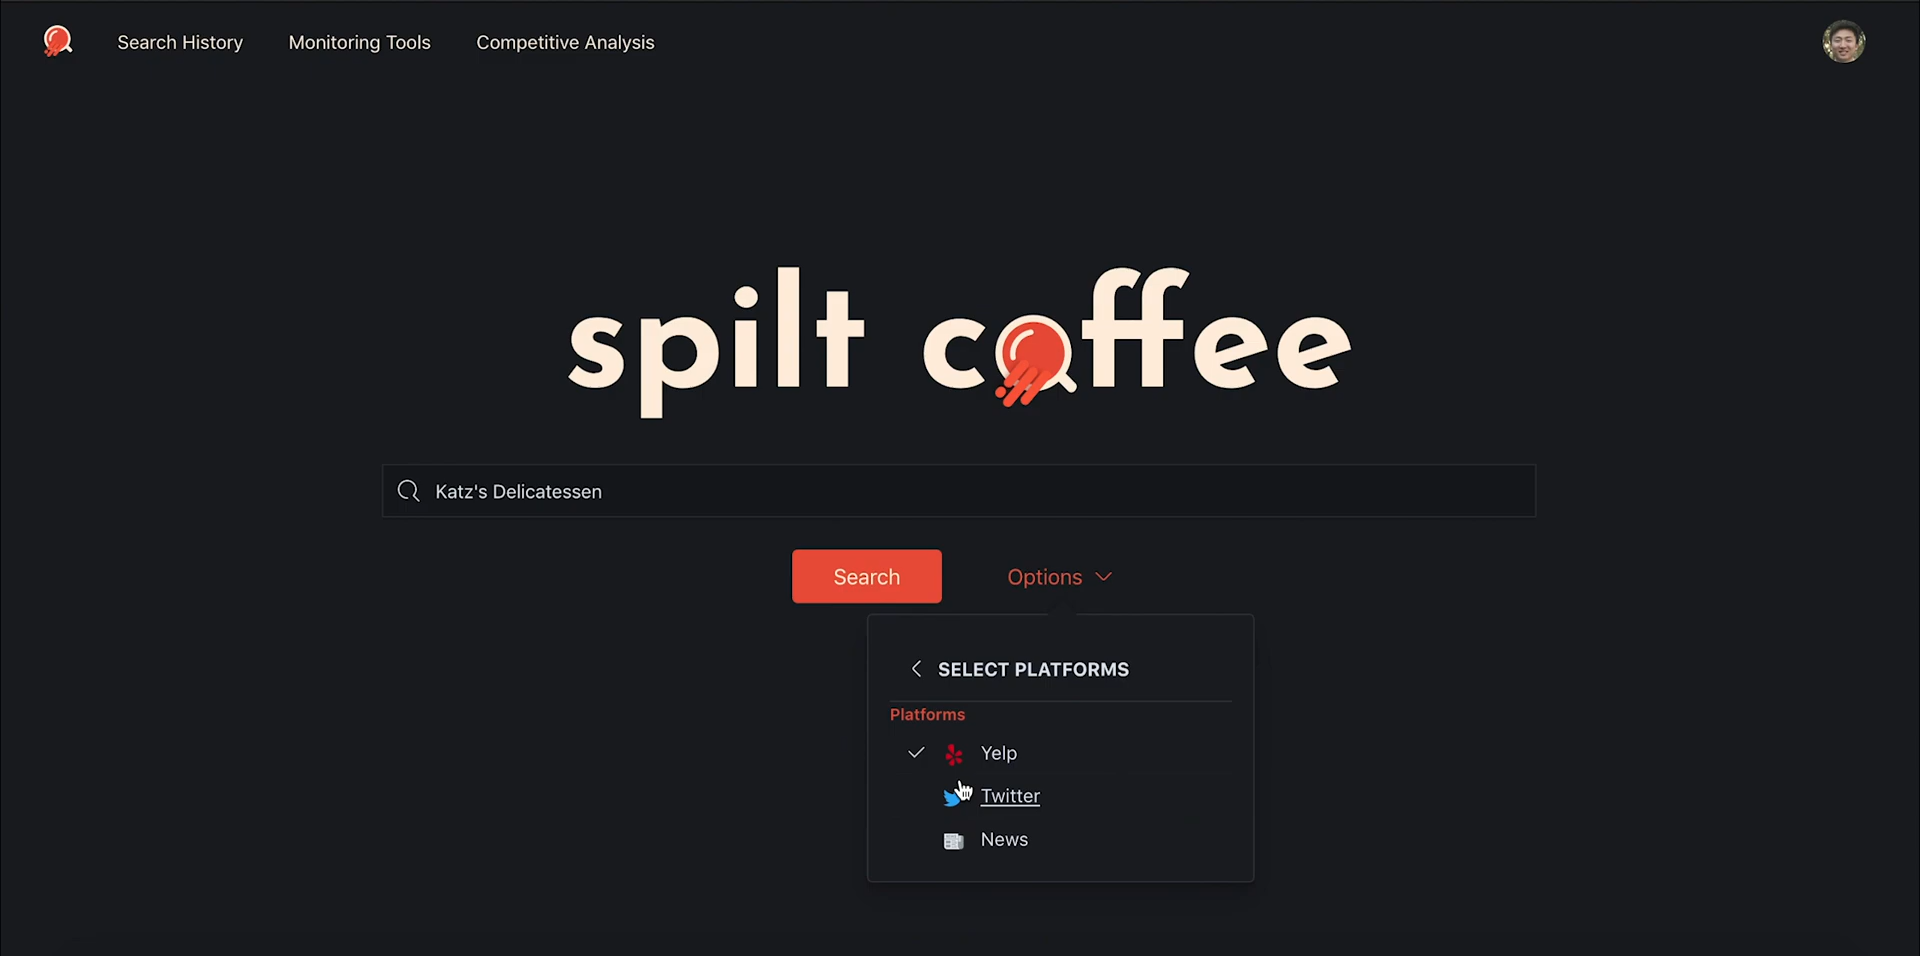 Search History
Monitoring Tools
Competitive Analysis
spilt coffee
Katz's Delicatessen
Search
Options
SELECT PLATFORMS
Platforms
Yelp
Twitter
News